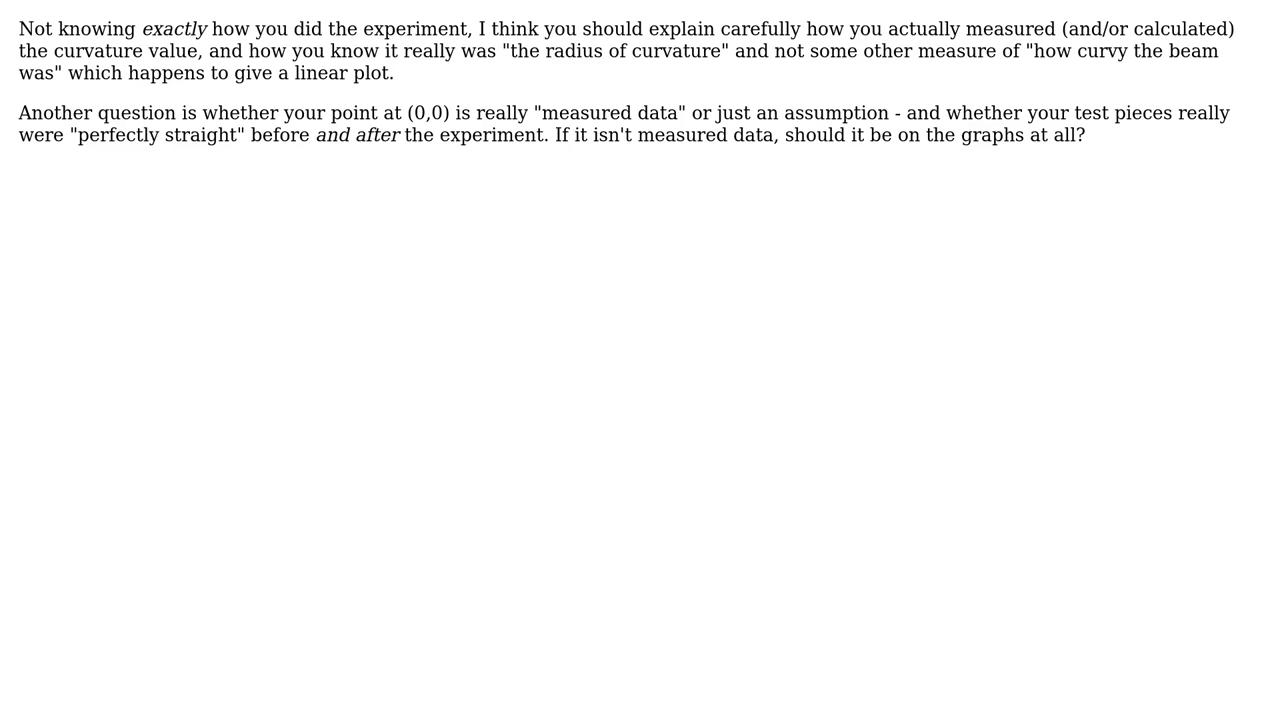 Not knowing exactly how you did the experiment, I think you should explain carefully how you actually measured (and/or calculated)
the curvature value, and how you know it really was "the radius of curvature" and not some other measure of "how curvy the beam
was" which happens to give a linear plot.
Another question is whether your point at (0,0) is really "measured data" or just an assumption - and whether your test pieces really
were "perfectly straight" before and after the experiment. If it isn't measured data, should it be on the graphs at all?